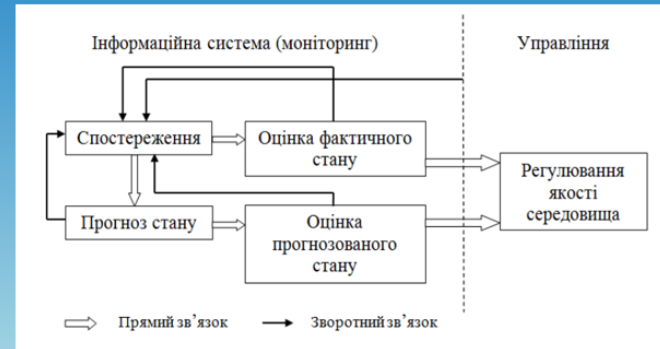 Інформаційна система (моніторинг)
Управління
Спостереження
Оцінка фактичного
стану
Регулювання
якості
середовища
Прогноз стану
Оцінка
прогнозованого
стану
Прямий зв’язок
Зворотний зв’язок